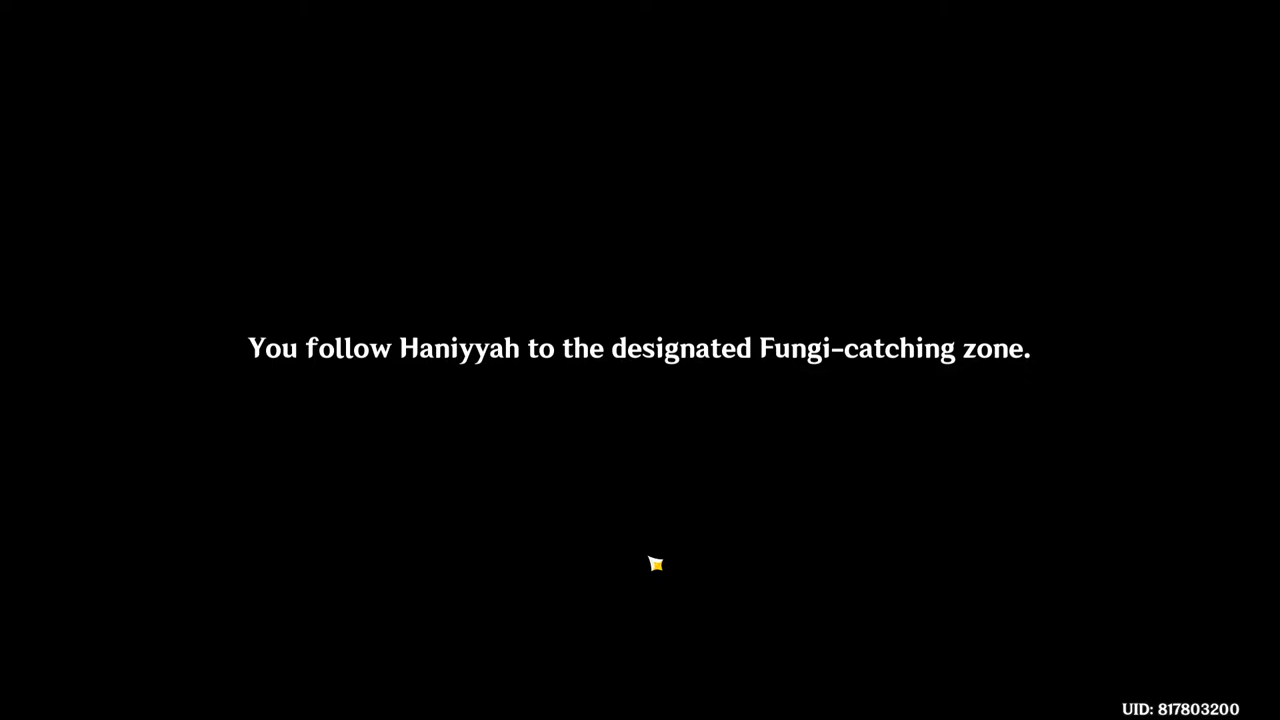 You follow Haniyyah to the designated Fungi-catching zone.
UID: 817803200